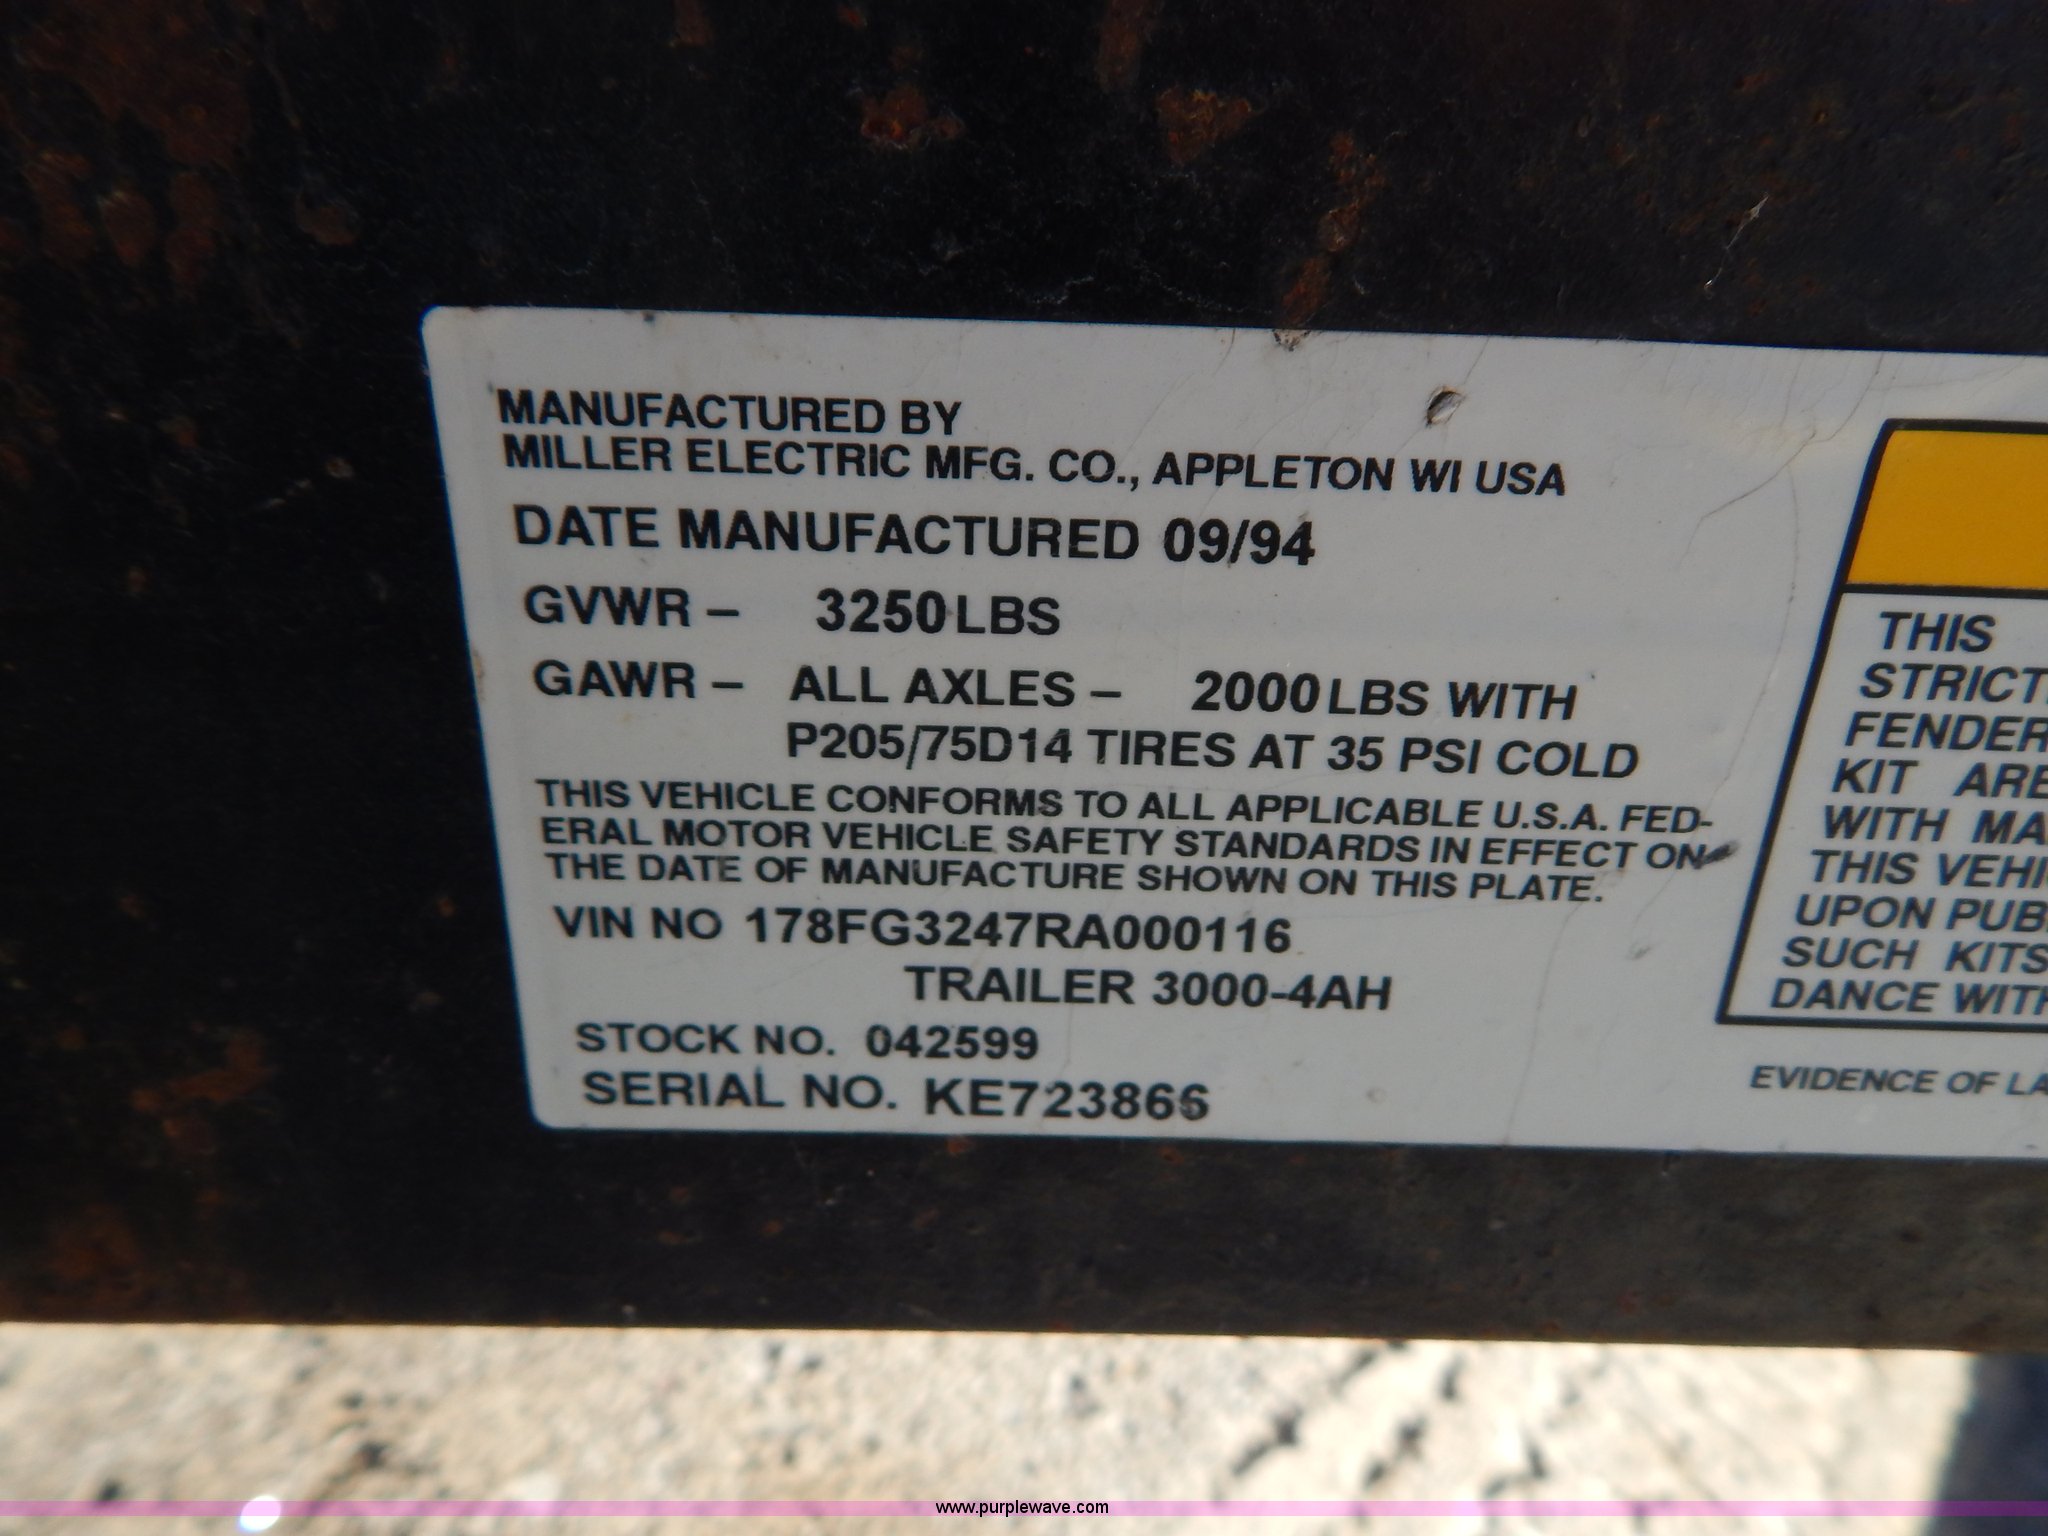 MANUFACTURED BY
MILLER ELECTRIC MFG. CO., APPLETON WI USA
DATE MANUFACTURED 09/94
GVWR – 3250 LBS
GAWR – ALL AXLES – 2000 LBS WITH
P205/75D14 TIRES AT 35 PSI COLD
THIS VEHICLE CONFORMS TO ALL APPLICABLE U.S.A. FED-
ERAL MOTOR VEHICLE SAFETY STANDARDS IN EFFECT ON
THE DATE OF MANUFACTURE SHOWN ON THIS PLATE.
VIN NO 178FG3247RA000116
TRAILER 3000-4AH
STOCK NO. 042599
SERIAL NO. KE723866
THIS
STRICT
FENDER
KIT ARE
WITH MA
THIS VEHI
UPON PUB
SUCH KITS
DANCE WITH
EVIDENCE OF LA
www.purplewave.com